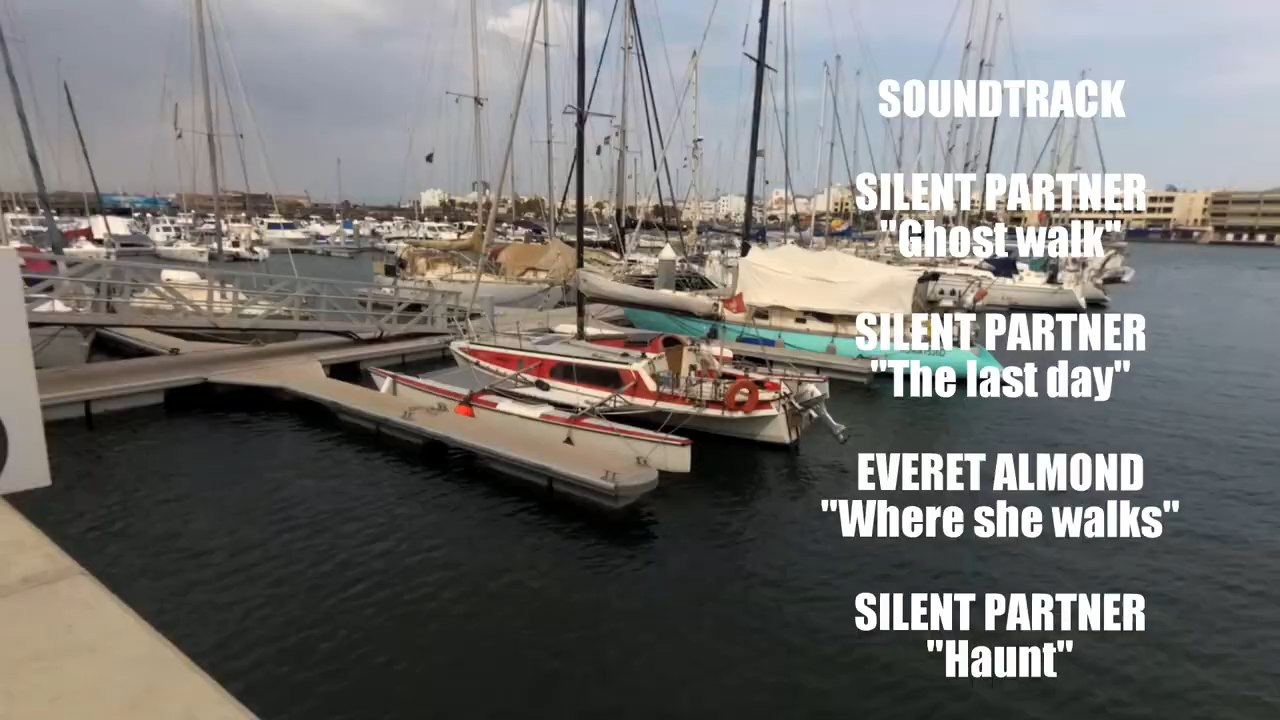 SOUNDTRACK
SILENT PARTNER
"Ghost walk"
SILENT PARTNER
"The last day"
EVERET ALMOND
"Where she walks"
SILENT PARTNER
"Haunt"